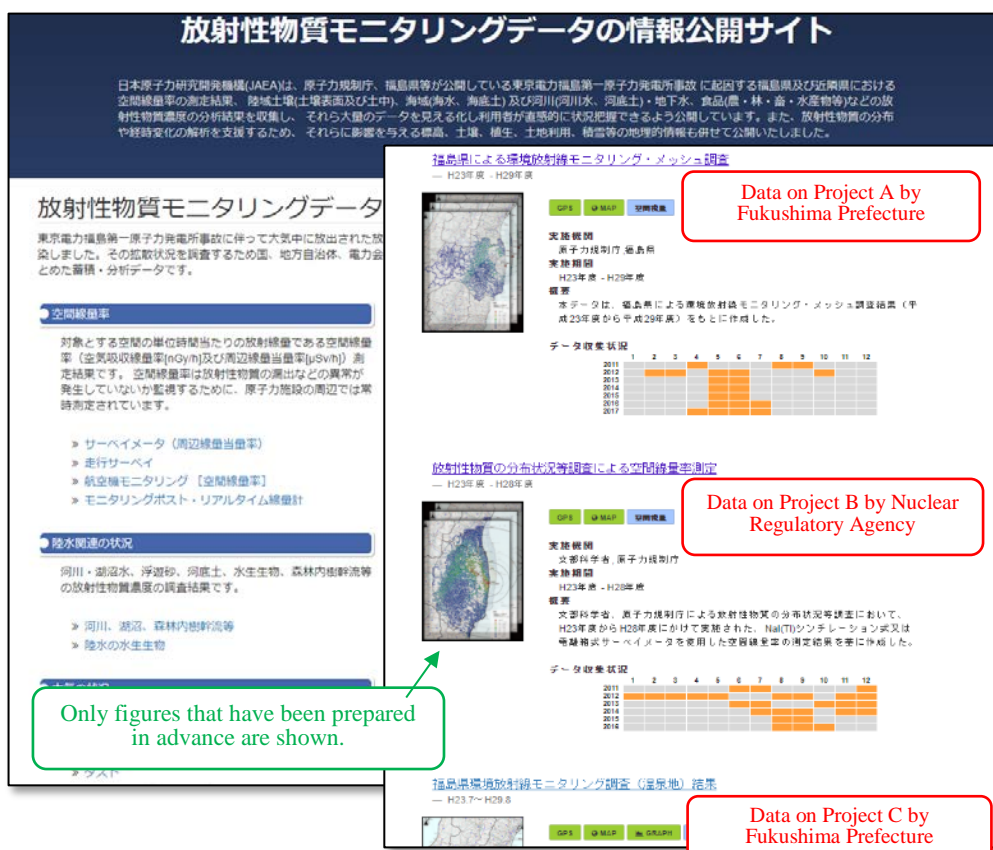 放射性物質モニタリングデータの情報公開サイト
日本原子力研究開発機構(JAEA)は、原子力規制庁、福島県等が公開している東京電力福島第一原子力発電所事故 に起因する福島県及び近隣県における
空間線量率の測定結果、 陸域土壌(土壌表面及び土中)、海域(海水、海底土) 及び河川(河川水、河底土)・地下水、食品(農・林・畜・水産物等)などの放
射性物質濃度の分析結果を収集し、 それら大量のデータを見える化し利用者が直感的に状況把握できるよう公開しています。また、放射性物質の分布
や経時変化の解析を支援するため、 それらに影響を与える標高、土壌、植生、土地利用、積雪等の地理的情報も併せて公開いたしました。
放射性物質モニタリングデータ
東京電力福島第一原子力発電所事故に伴って大気中に放出された放
染しました。その拡散状況を調査するため国、地方自治体、電力会
とめた蓄積・分析データです。
空間線量率
対象とする空間の単位時間当たりの放射線量である空間線量
率（空気吸収線量率[nGy/h]及び周辺線量当量率[μSv/h]）測
定結果です。 空間線量率は放射性物質の漏出などの異常が
発生していないか監視するために、原子力施設の周辺では常
時測定されています。
» サーベイメータ（周辺線量当量率）
» 走行サーベイ
» 航空機モニタリング［空間線量率］
» モニタリングポスト・リアルタイム線量計
陸水関連の状況
河川・湖沼水、浮遊砂、河底土、水生生物、森林内樹幹流等
の放射性物質濃度の調査結果です。
» 河川、湖沼、森林内樹幹流等
» 陸水の水生生物
Only figures that have been prepared
in advance are shown.
» ダスト
福島県による環境放射線モニタリング・メッシュ調査
— H23年度 - H29年度
Data on Project A by
Fukushima Prefecture
GPS MAP 空間線量
実施機関
原子力規制庁,福島県
実施期間
H23年度 - H29年度
概要
本データは、福島県による環境放射線モニタリング・メッシュ調査結果（平
成23年度から平成29年度）をもとに作成した。
データ収集状況
1 2 3 4 5 6 7 8 9 10 11 12
2011
2012
2013
2014
2015
2016
2017
放射性物質の分布状況等調査による空間線量率測定
— H23年度 - H28年度
Data on Project B by Nuclear
Regulatory Agency
GPS MAP 空間線量
実施機関
文部科学省,原子力規制庁
実施期間
H23年度 - H28年度
概要
文部科学省、原子力規制庁による放射性物質の分布状況等調査において、
H23年度からH28年度にかけて実施された、NaI(Tl)シンチレーション式又は
電離箱式サーベイメータを使用した空間線量率の測定結果を基に作成した。
データ収集状況
1 2 3 4 5 6 7 8 9 10 11 12
2011
2012
2013
2014
2015
2016
福島県環境放射線モニタリング調査（温泉地）結果
— H23.7~ H29.8
Data on Project C by
Fukushima Prefecture
GPS MAP GRAPH